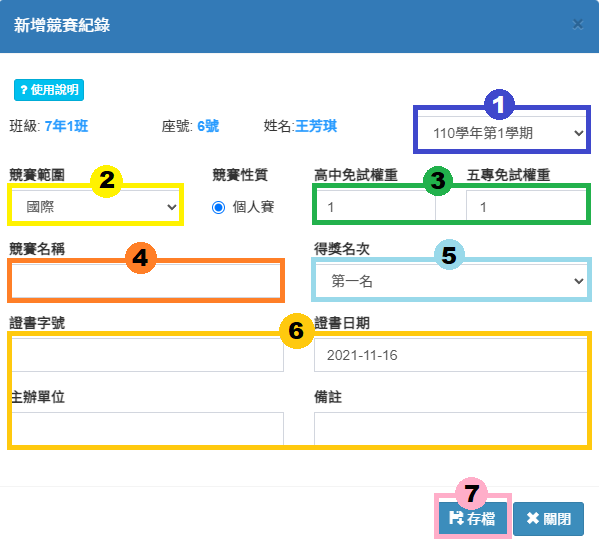 新增競賽紀錄 ×
? 使用說明
1
班級: 7年1班 座號: 6號 姓名:王芳琪 110學年第1學期
競賽範圍 2 競賽性質 高中免試權重 3 五專免試權重
國際 個人賽 1 1
競賽名稱 4 得獎名次 5
第一名
證書字號 6 證書日期
2021-11-16
主辦單位 備註
7
存檔 ✖ 關閉